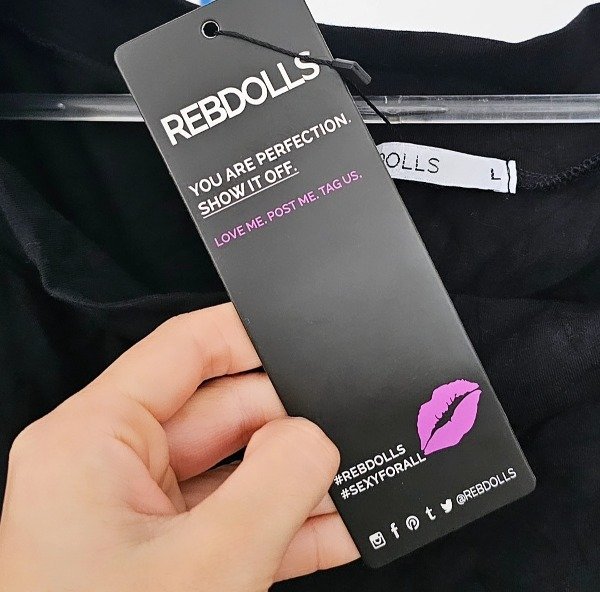 REBDOLLS
YOU ARE PERFECTION.
SHOW IT OFF.
LOVE ME. POST ME. TAG US.
#REBDOLLS
#SEXYFORALL
@REBDOLLS
OLLS
L